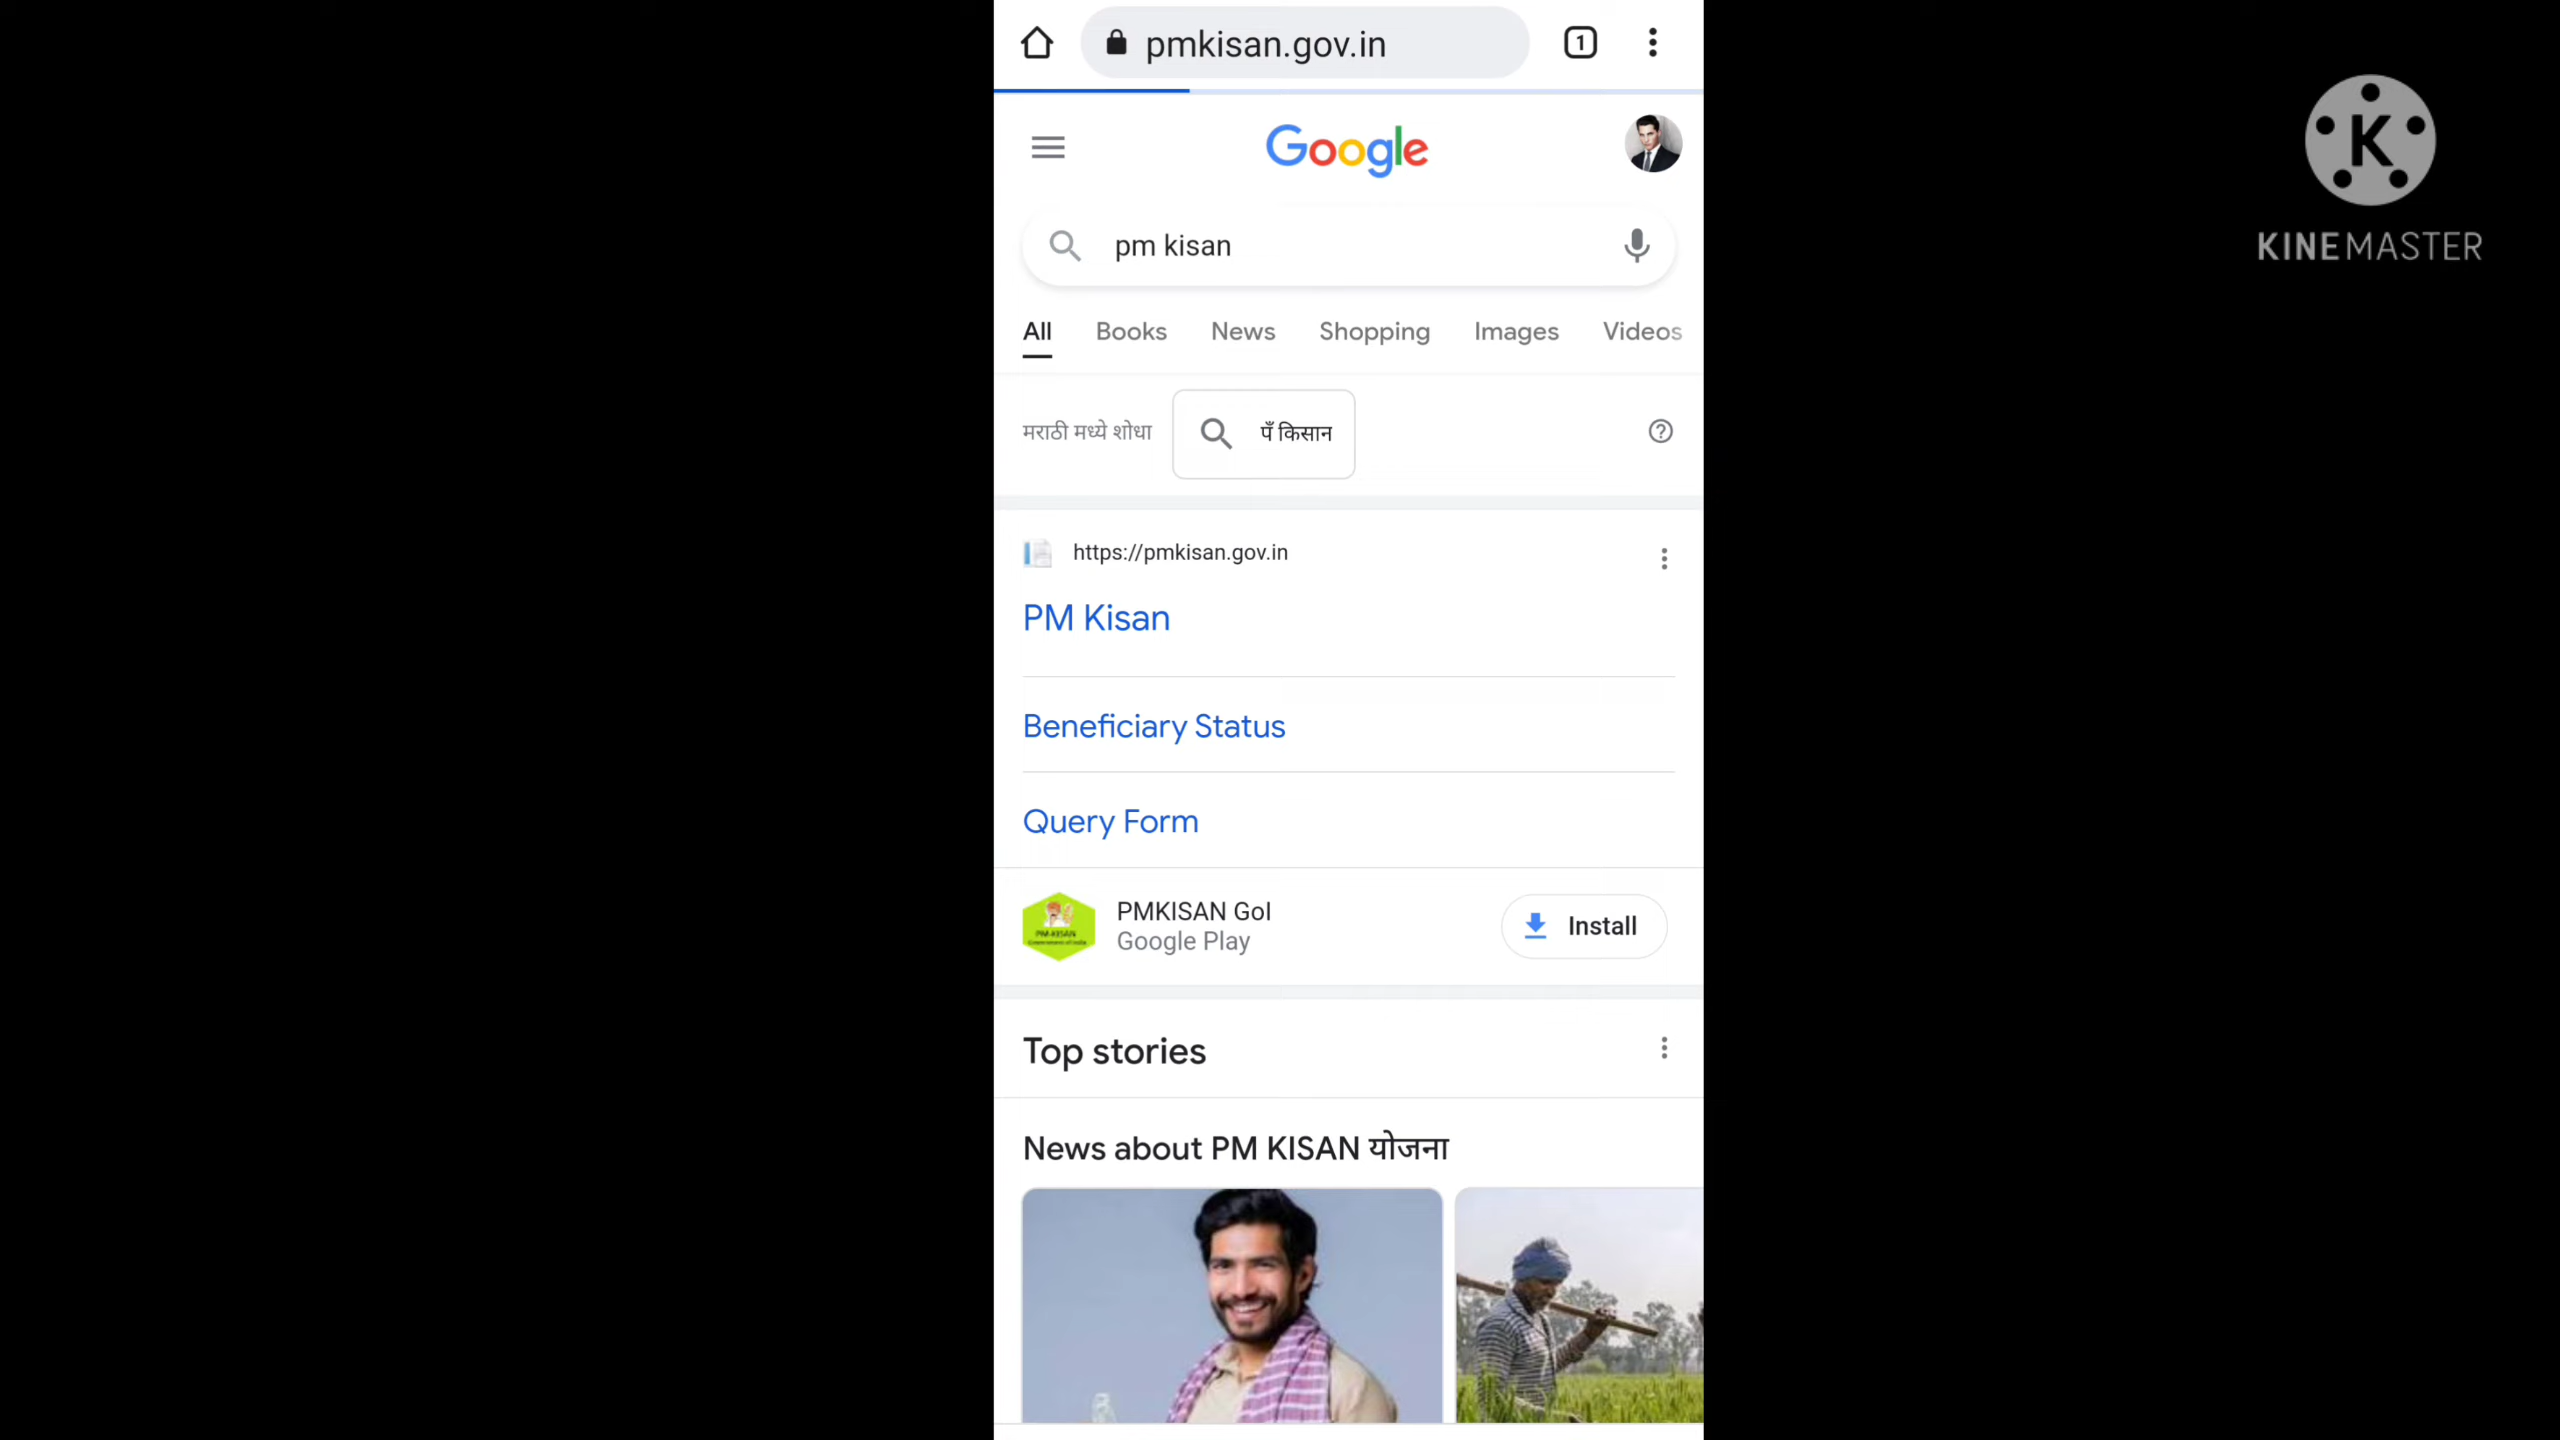 pmkisan.gov.in
1
Google
pm kisan
All Books News Shopping Images Videos
मराठी मध्ये शोधा
पँ किसान
https://pmkisan.gov.in
PM Kisan
Beneficiary Status
Query Form
PMKISAN GoI
Google Play
Install
PM-KISAN
Top stories
News about PM KISAN योजना
K
KINEMASTER